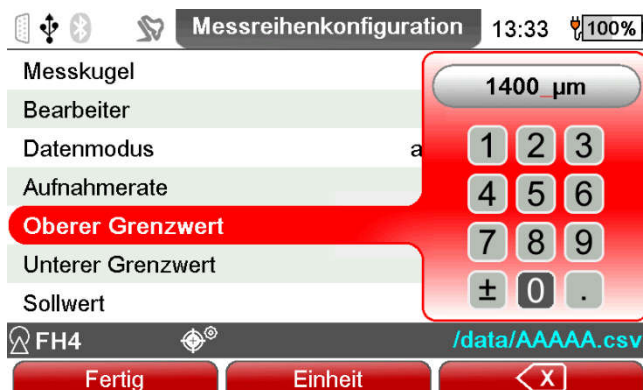 Messreihenkonfiguration 13:33 100%
Messkugel
Bearbeiter
Datenmodus a
Aufnahmerate
Oberer Grenzwert
Unterer Grenzwert
Sollwert
1400_µm
1 2 3
4 5 6
7 8 9
± 0 .
FH4 /data/AAAAA.csv
Fertig Einheit X